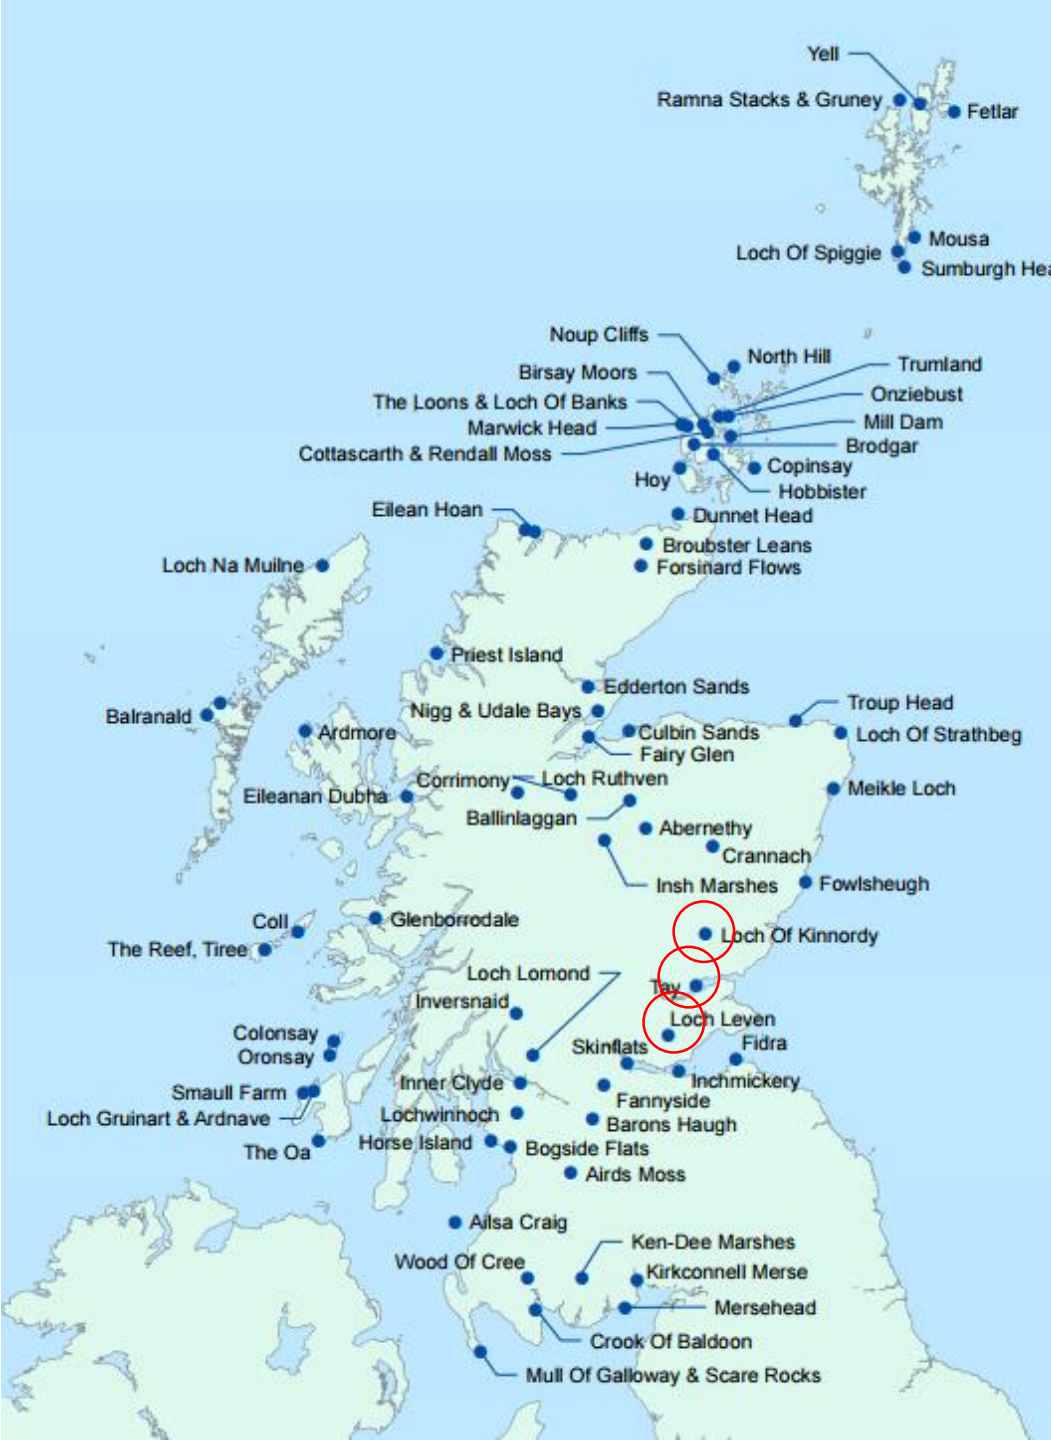 Yell
Ramna Stacks & Gruney
Fetlar
Mousa
Loch Of Spiggie
Sumburgh Hea
Noup Cliffs
North Hill
Trumland
Birsay Moors
Onziebust
The Loons & Loch Of Banks
Mill Dam
Marwick Head
Brodgar
Cottascarth & Rendall Moss
Copinsay
Hoy
Hobbister
Eilean Hoan
Dunnet Head
Broubster Leans
Loch Na Muilne
Forsinard Flows
Priest Island
Edderton Sands
Troup Head
Nigg & Udale Bays
Balranald
Ardmore
Culbin Sands
Loch Of Strathbeg
Fairy Glen
Corrimony
Loch Ruthven
Meikle Loch
Eileanan Dubha
Ballinlaggan
Abernethy
Crannach
Insh Marshes
Fowlsheugh
Coll
Glenborrodale
Loch Of Kinnordy
The Reef, Tiree
Loch Lomond
Tay
Inversnaid
Loch Leven
Colonsay
Skinflats
Fidra
Oronsay
Inner Clyde
Inchmickery
Smaull Farm
Fannyside
Loch Gruinart & Ardnave
Lochwinnoch
Barons Haugh
The Oa
Horse Island
Bogside Flats
Airds Moss
Ailsa Craig
Ken-Dee Marshes
Wood Of Cree
Kirkconnell Merse
Mersehead
Crook Of Baldoon
Mull Of Galloway & Scare Rocks